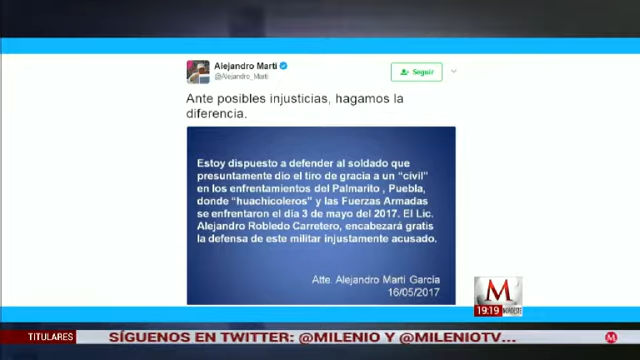 Alejandro Martí
@Alejandro_Marti
Seguir
Ante posibles injusticias, hagamos la
diferencia.
Estoy dispuesto a defender al soldado que
presuntamente dio el tiro de gracia a un “civil”
en los enfrentamientos del Palmarito , Puebla,
donde “huachicoleros” y las Fuerzas Armadas
se enfrentaron el día 3 de mayo del 2017. El Lic.
Alejandro Robledo Carretero, encabezará gratis
la defensa de este militar injustamente acusado.
Atte. Alejandro Martí García
16/05/2017
M
19:19 NOROESTE
TITULARES SÍGUENOS EN TWITTER: @MILENIO Y @MILENIOTV... M